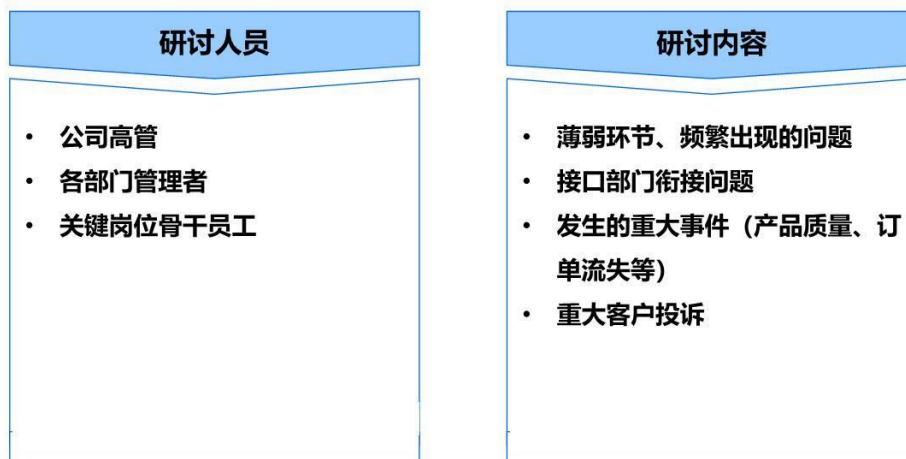 研讨人员
• 公司高管
• 各部门管理者
• 关键岗位骨干员工
研讨内容
• 薄弱环节、频繁出现的问题
• 接口部门衔接问题
• 发生的重大事件（产品质量、订
单流失等）
• 重大客户投诉